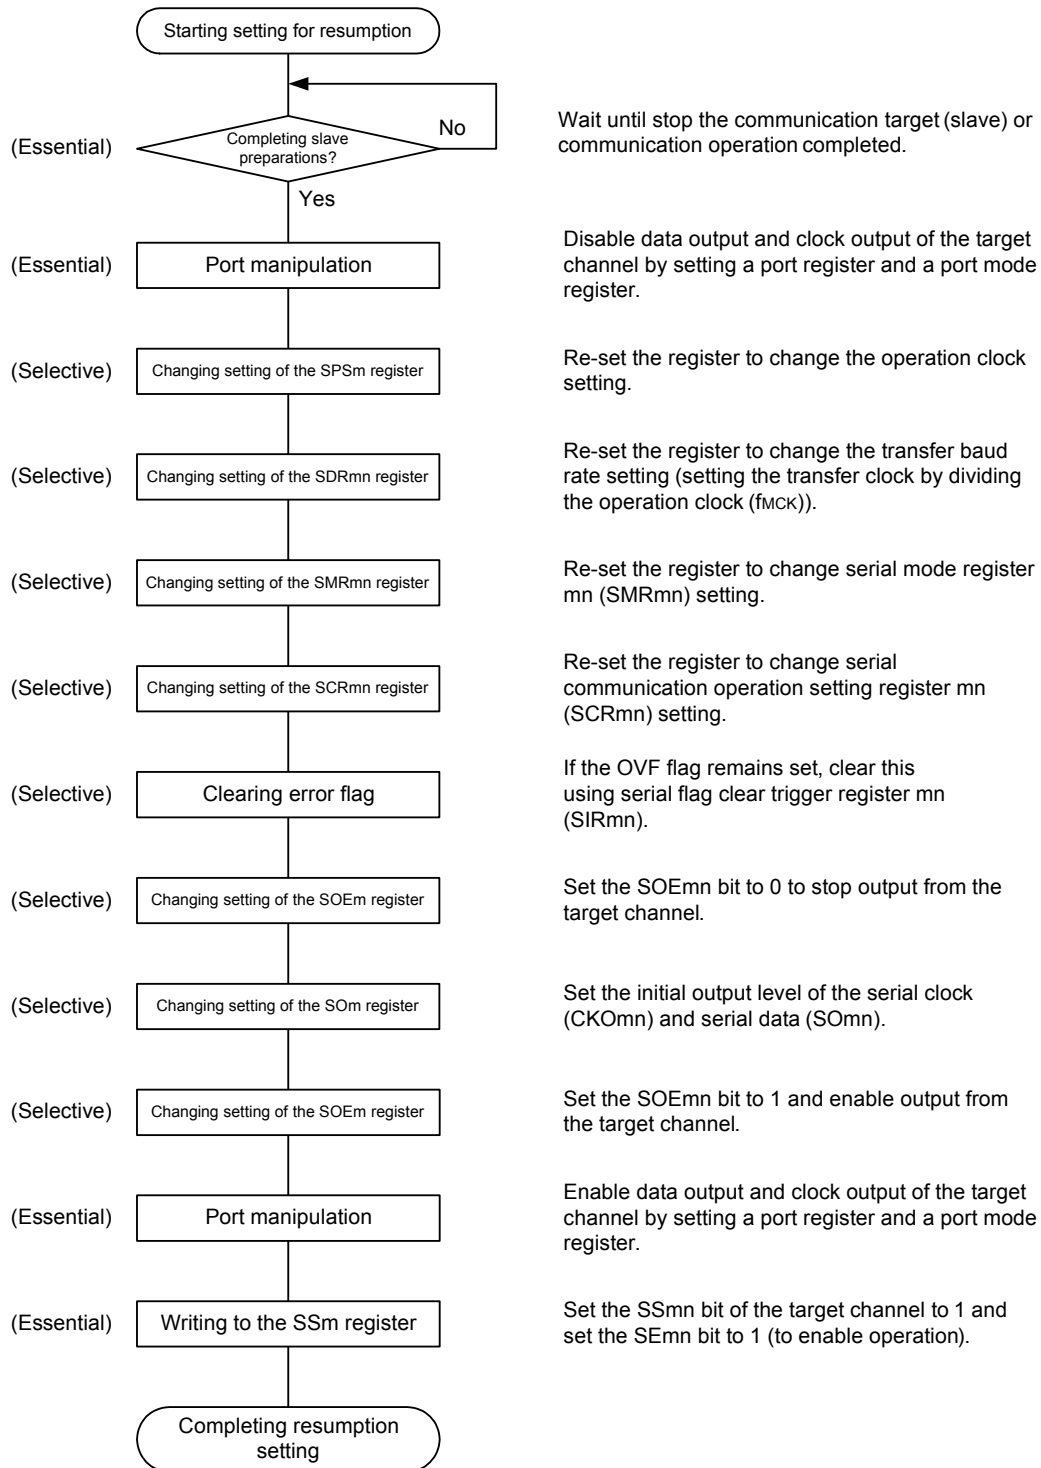 Starting setting for resumption
(Essential)
Completing slave
preparations?
No
Yes
Wait until stop the communication target (slave) or
communication operation completed.
(Essential)
Port manipulation
Disable data output and clock output of the target
channel by setting a port register and a port mode
register.
(Selective)
Changing setting of the SPSm register
Re-set the register to change the operation clock
setting.
(Selective)
Changing setting of the SDRmn register
Re-set the register to change the transfer baud
rate setting (setting the transfer clock by dividing
the operation clock (fMCK)).
(Selective)
Changing setting of the SMRmn register
Re-set the register to change serial mode register
mn (SMRmn) setting.
(Selective)
Changing setting of the SCRmn register
Re-set the register to change serial
communication operation setting register mn
(SCRmn) setting.
(Selective)
Clearing error flag
If the OVF flag remains set, clear this
using serial flag clear trigger register mn
(SIRmn).
(Selective)
Changing setting of the SOEm register
Set the SOEmn bit to 0 to stop output from the
target channel.
(Selective)
Changing setting of the SOm register
Set the initial output level of the serial clock
(CKOmn) and serial data (SOmn).
(Selective)
Changing setting of the SOEm register
Set the SOEmn bit to 1 and enable output from
the target channel.
(Essential)
Port manipulation
Enable data output and clock output of the target
channel by setting a port register and a port mode
register.
(Essential)
Writing to the SSm register
Set the SSmn bit of the target channel to 1 and
set the SEmn bit to 1 (to enable operation).
Completing resumption
setting